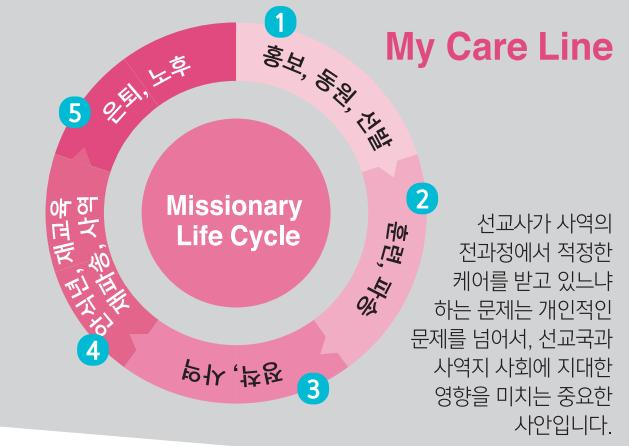 My Care Line
1
홍보, 동원, 선발
2
훈련, 파송
3
정착, 사역
4
안식년, 재교육
재파송, 사역
5
은퇴, 노후
Missionary
Life Cycle
선교사가 사역의
전과정에서 적정한
케어를 받고 있느냐
하는 문제는 개인적인
문제를 넘어서, 선교국과
사역지 사회에 지대한
영향을 미치는 중요한
사안입니다.